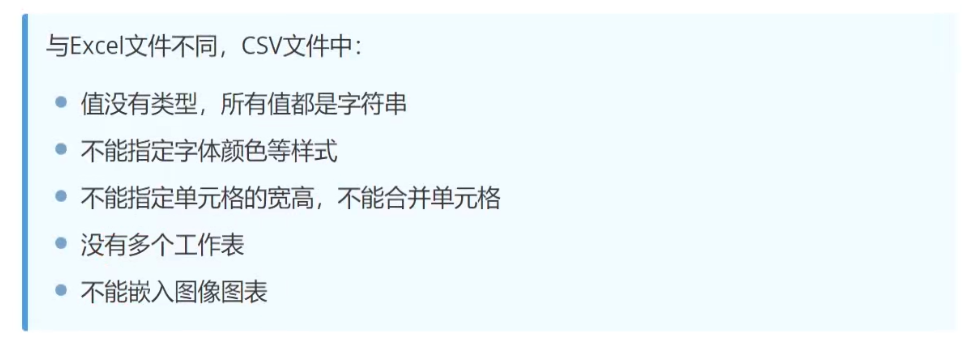 与Excel文件不同，CSV文件中：
值没有类型，所有值都是字符串
不能指定字体颜色等样式
不能指定单元格的宽高，不能合并单元格
没有多个工作表
不能嵌入图像图表